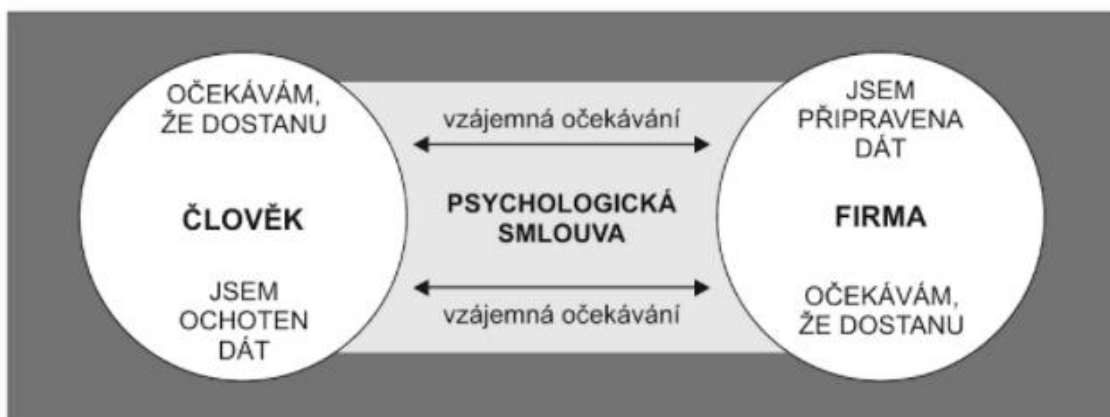 OČEKÁVÁM,
ŽE DOSTANU
ČLOVĚK
JSEM
OCHOTEN
DÁT
vzájemná očekávání
PSYCHOLOGICKÁ
SMLOUVA
vzájemná očekávání
JSEM
PŘIPRAVENA
DÁT
FIRMA
OČEKÁVÁM,
ŽE DOSTANU